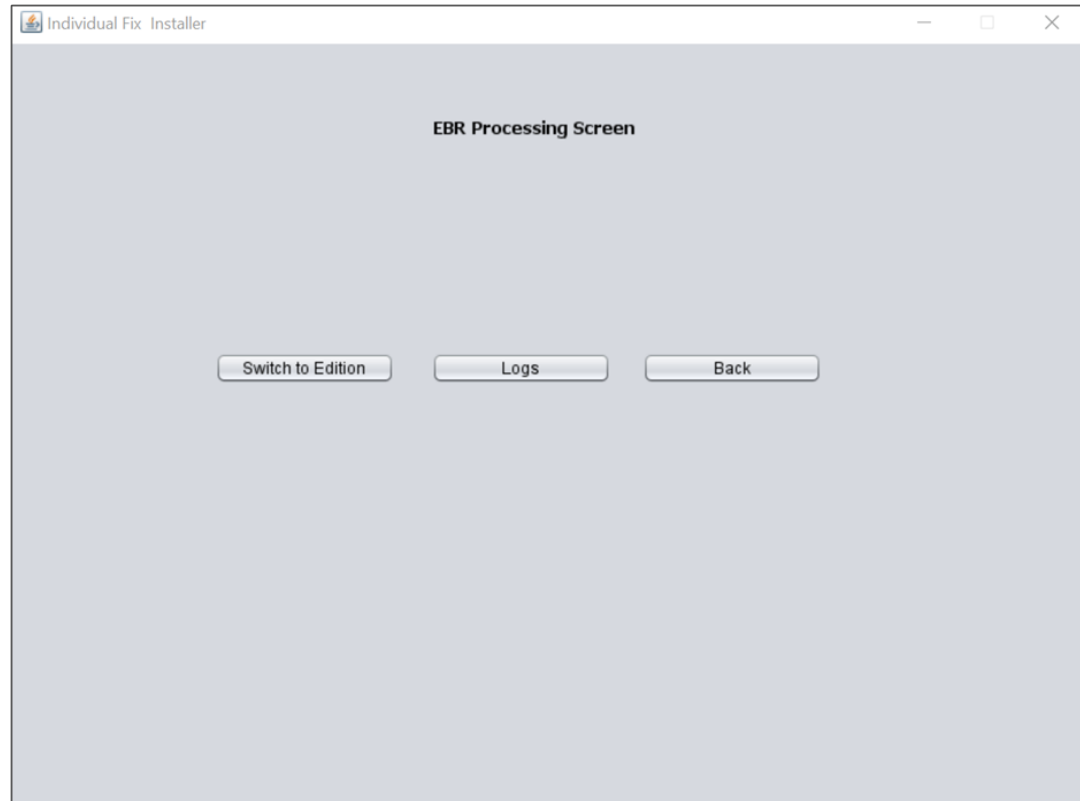 Individual Fix  Installer
EBR Processing Screen
Switch to Edition
Logs
Back